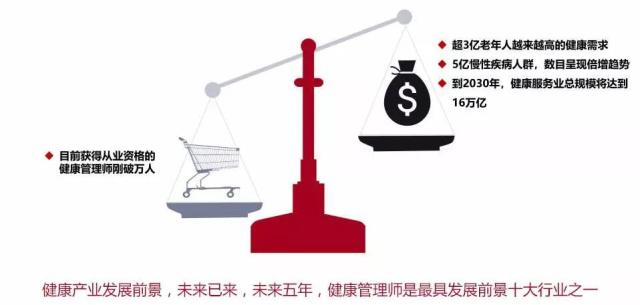 超3亿老年人越来越高的健康需求
5亿慢性疾病人群，数目呈现倍增趋势
到2030年，健康服务业总规模将达到
16万亿
目前获得从业资格的
健康管理师刚破万人
$
健康产业发展前景，未来已来，未来五年，健康管理师是最具发展前景十大行业之一